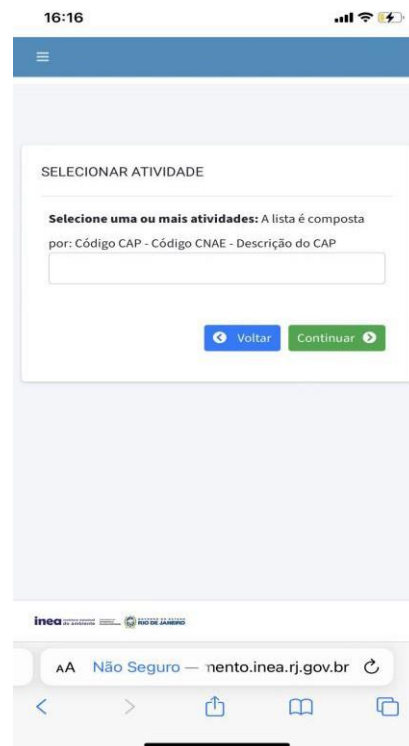 16:16
SELECIONAR ATIVIDADE
Selecione uma ou mais atividades: A lista é composta
por: Código CAP - Código CNAE - Descrição do CAP
Voltar
Continuar
inea
RIO DE JANEIRO
AA Não Seguro — nento.inea.rj.gov.br